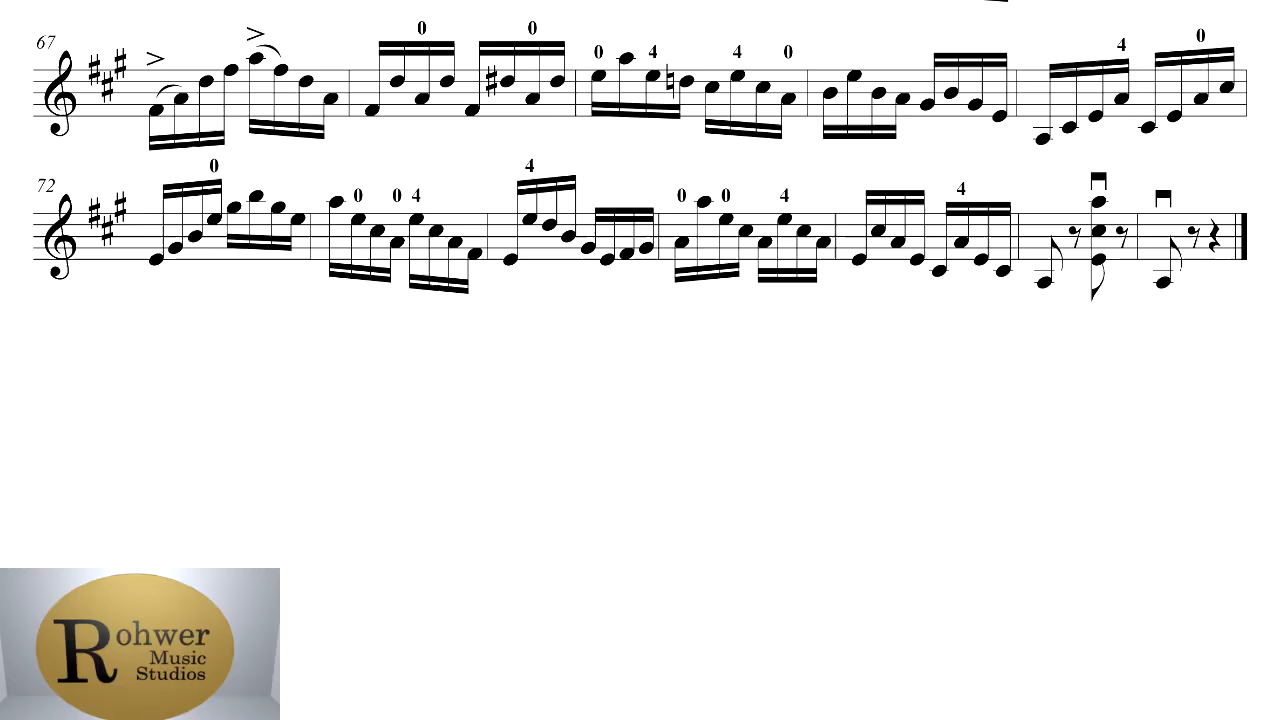 67
0 0 0 4 4 0 4 0
72
0 0 0 4 4 0 0 4 4
Rohwer
Music
Studios